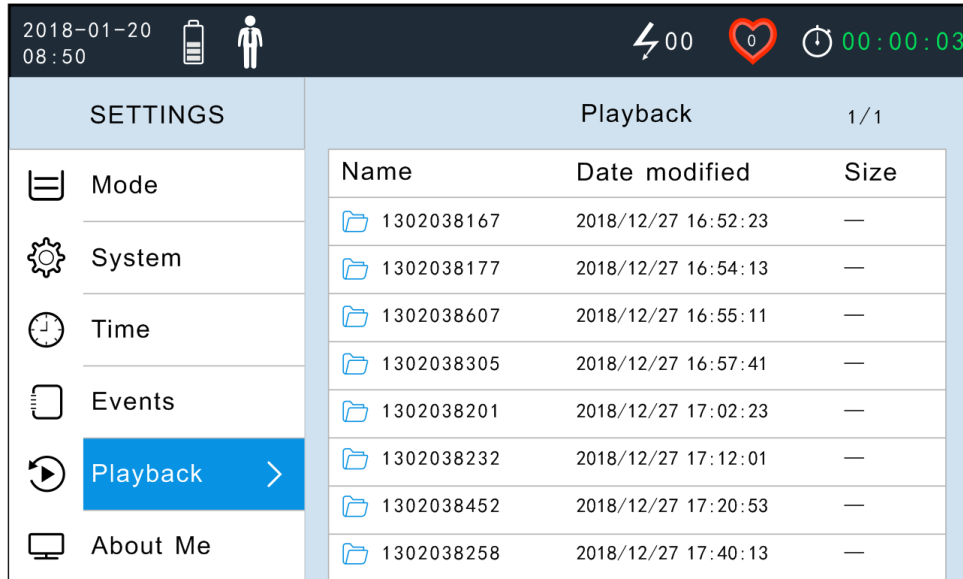 2018-01-20
08:50
00
0
00:00:03
SETTINGS
Mode
System
Time
Events
Playback
About Me
Playback 1/1
Name Date modified Size
1302038167 2018/12/27 16:52:23 —
1302038177 2018/12/27 16:54:13 —
1302038607 2018/12/27 16:55:11 —
1302038305 2018/12/27 16:57:41 —
1302038201 2018/12/27 17:02:23 —
1302038232 2018/12/27 17:12:01 —
1302038452 2018/12/27 17:20:53 —
1302038258 2018/12/27 17:40:13 —